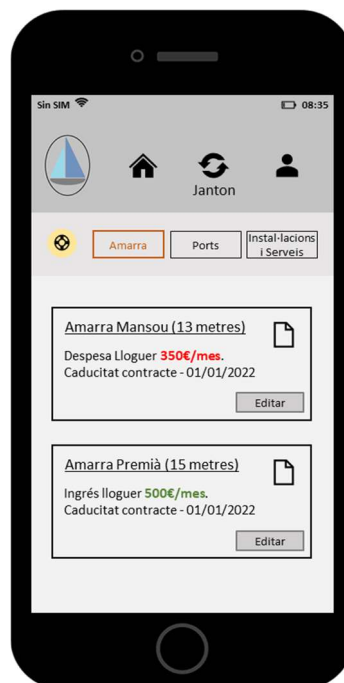 Sin SIM
08:35
Janton
Amarra
Ports
Instal·lacions
i Serveis
Amarra Mansou (13 metres)
Despesa Lloguer 350€/mes.
Caducitat contracte - 01/01/2022
Editar
Amarra Premià (15 metres)
Ingrés lloguer 500€/mes.
Caducitat contracte - 01/01/2022
Editar